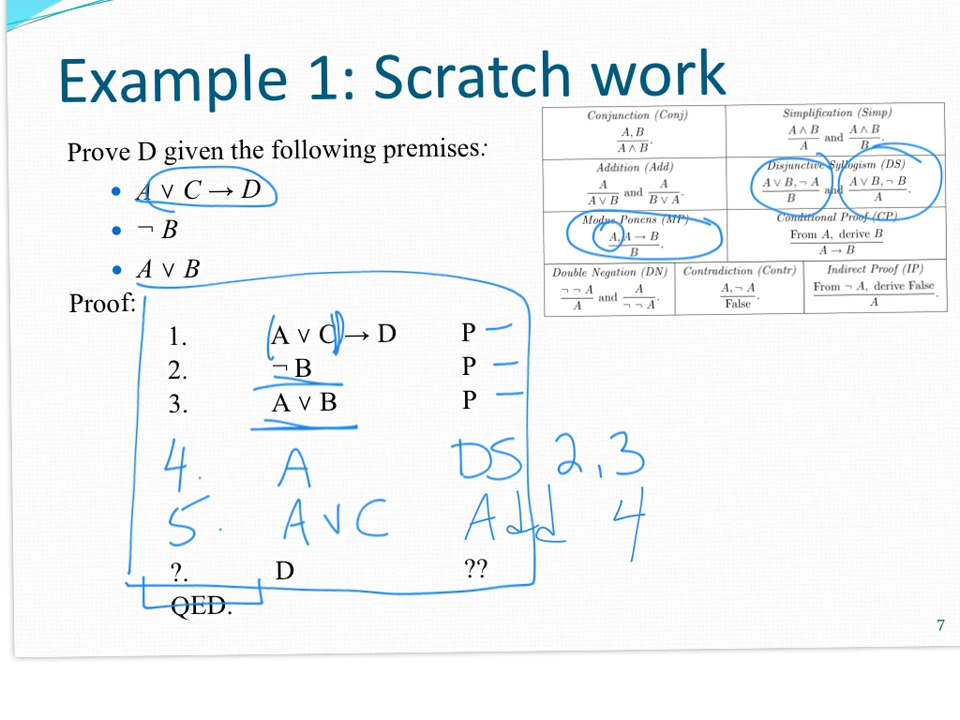 Example 1: Scratch work
Prove D given the following premises:
• A ∨ C → D
• ¬ B
• A ∨ B
Proof:
1. A ∨ C → D P
2. ¬ B P
3. A ∨ B P
4. A DS 2,3
5. (A ∨ C Add 4
?. D ??
QED.
Conjunction (Conj)
A, B
A ∧ B .
Simplification (Simp)
A ∧ B
A and A ∧ B
B .
Addition (Add)
A
A ∨ B and A
B ∨ A .
Disjunctive Syllogism (DS)
A ∨ B, ¬ A
B and A ∨ B, ¬ B
A .
Modus Ponens (MP)
A, A → B
B .
Conditional Proof (CP)
From A, derive B
A → B .
Double Negation (DN)
¬ ¬ A
A and A
¬ ¬ A .
Contradiction (Contr)
A, ¬ A
False .
Indirect Proof (IP)
From ¬ A, derive False
A .
7